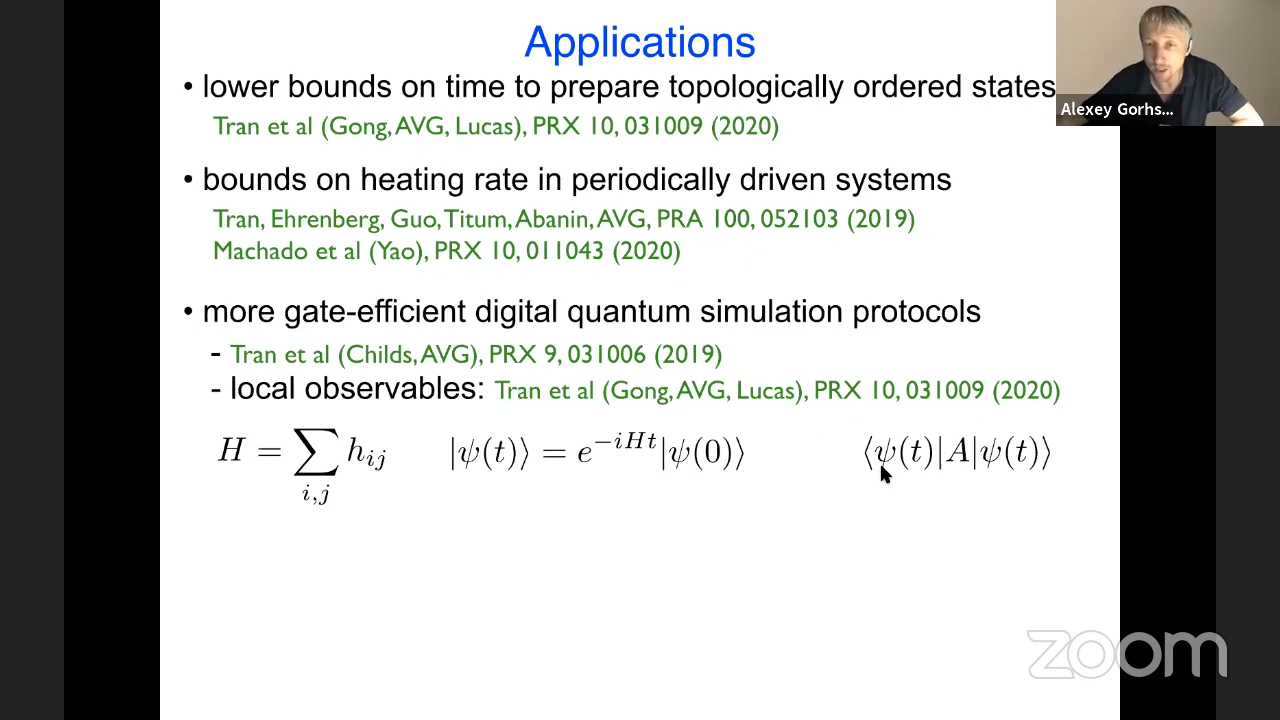 Applications
• lower bounds on time to prepare topologically ordered states
Tran et al (Gong, AVG, Lucas), PRX 10, 031009 (2020)
• bounds on heating rate in periodically driven systems
Tran, Ehrenberg, Guo, Titum, Abanin, AVG, PRA 100, 052103 (2019)
Machado et al (Yao), PRX 10, 011043 (2020)
• more gate-efficient digital quantum simulation protocols
- Tran et al (Childs, AVG), PRX 9, 031006 (2019)
- local observables: Tran et al (Gong, AVG, Lucas), PRX 10, 031009 (2020)
H = ∑_{i,j} h_{ij} |ψ(t)⟩ = e^{−iHt}|ψ(0)⟩ ⟨ψ(t)|A|ψ(t)⟩
Alexey Gorhs...
zoom